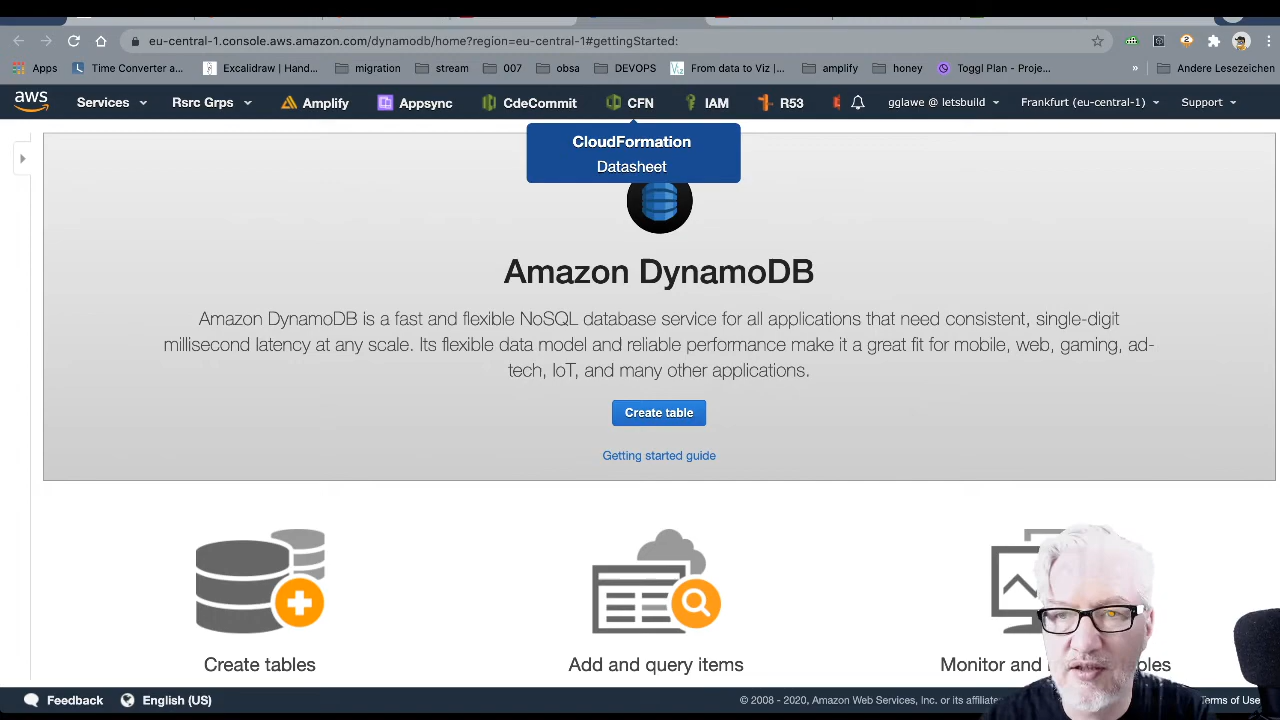 eu-central-1.console.aws.amazon.com/dynamodb/home?region=eu-central-1#gettingStarted:
Apps Time Converter a... Excalidraw | Hand... migration stream 007 obsa DEVOPS From data to Viz |... amplify honey Toggl Plan - Proje... » Andere Lesezeichen
aws Services Rsrc Grps Amplify Appsync CdeCommit CFN IAM R53 gglawe @ letsbuild Frankfurt (eu-central-1) Support
CloudFormation
Datasheet
Amazon DynamoDB
Amazon DynamoDB is a fast and flexible NoSQL database service for all applications that need consistent, single-digit
millisecond latency at any scale. Its flexible data model and reliable performance make it a great fit for mobile, web, gaming, ad-
tech, IoT, and many other applications.
Create table
Getting started guide
Create tables Add and query items Monitor and tables
Feedback English (US) © 2008 - 2020, Amazon Web Services, Inc. or its Terms of Use